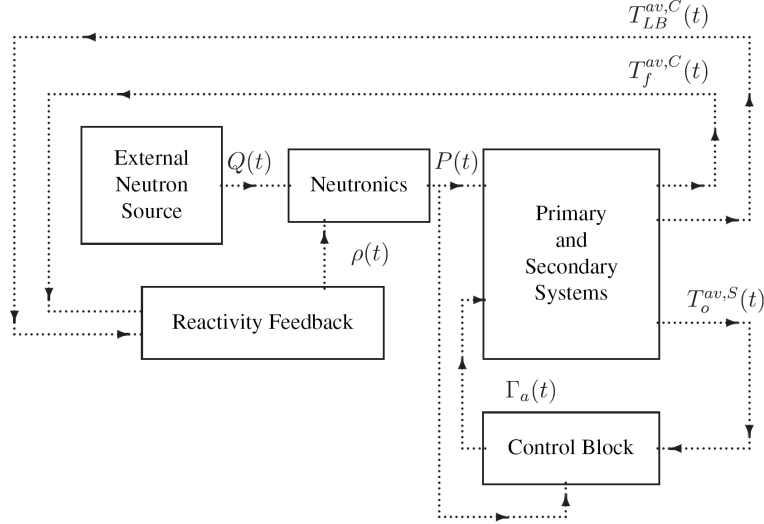 T_{LB}^{av,C}(t)
T_f^{av,C}(t)
External
Neutron
Source
Q(t)
Neutronics
P(t)
Primary
and
Secondary
Systems
ρ(t)
Reactivity Feedback
T_o^{av,S}(t)
Γ_a(t)
Control Block